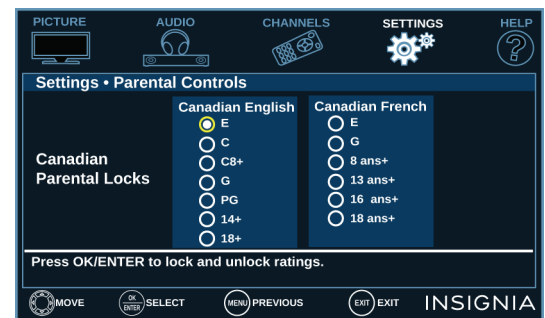 PICTURE AUDIO CHANNELS SETTINGS HELP
Settings • Parental Controls
Canadian English
E
C
C8+
G
PG
14+
18+
Canadian French
E
G
8 ans+
13 ans+
16 ans+
18 ans+
Canadian
Parental Locks
Press OK/ENTER to lock and unlock ratings.
MOVE OK ENTER SELECT MENU PREVIOUS EXIT EXIT INSIGNIA